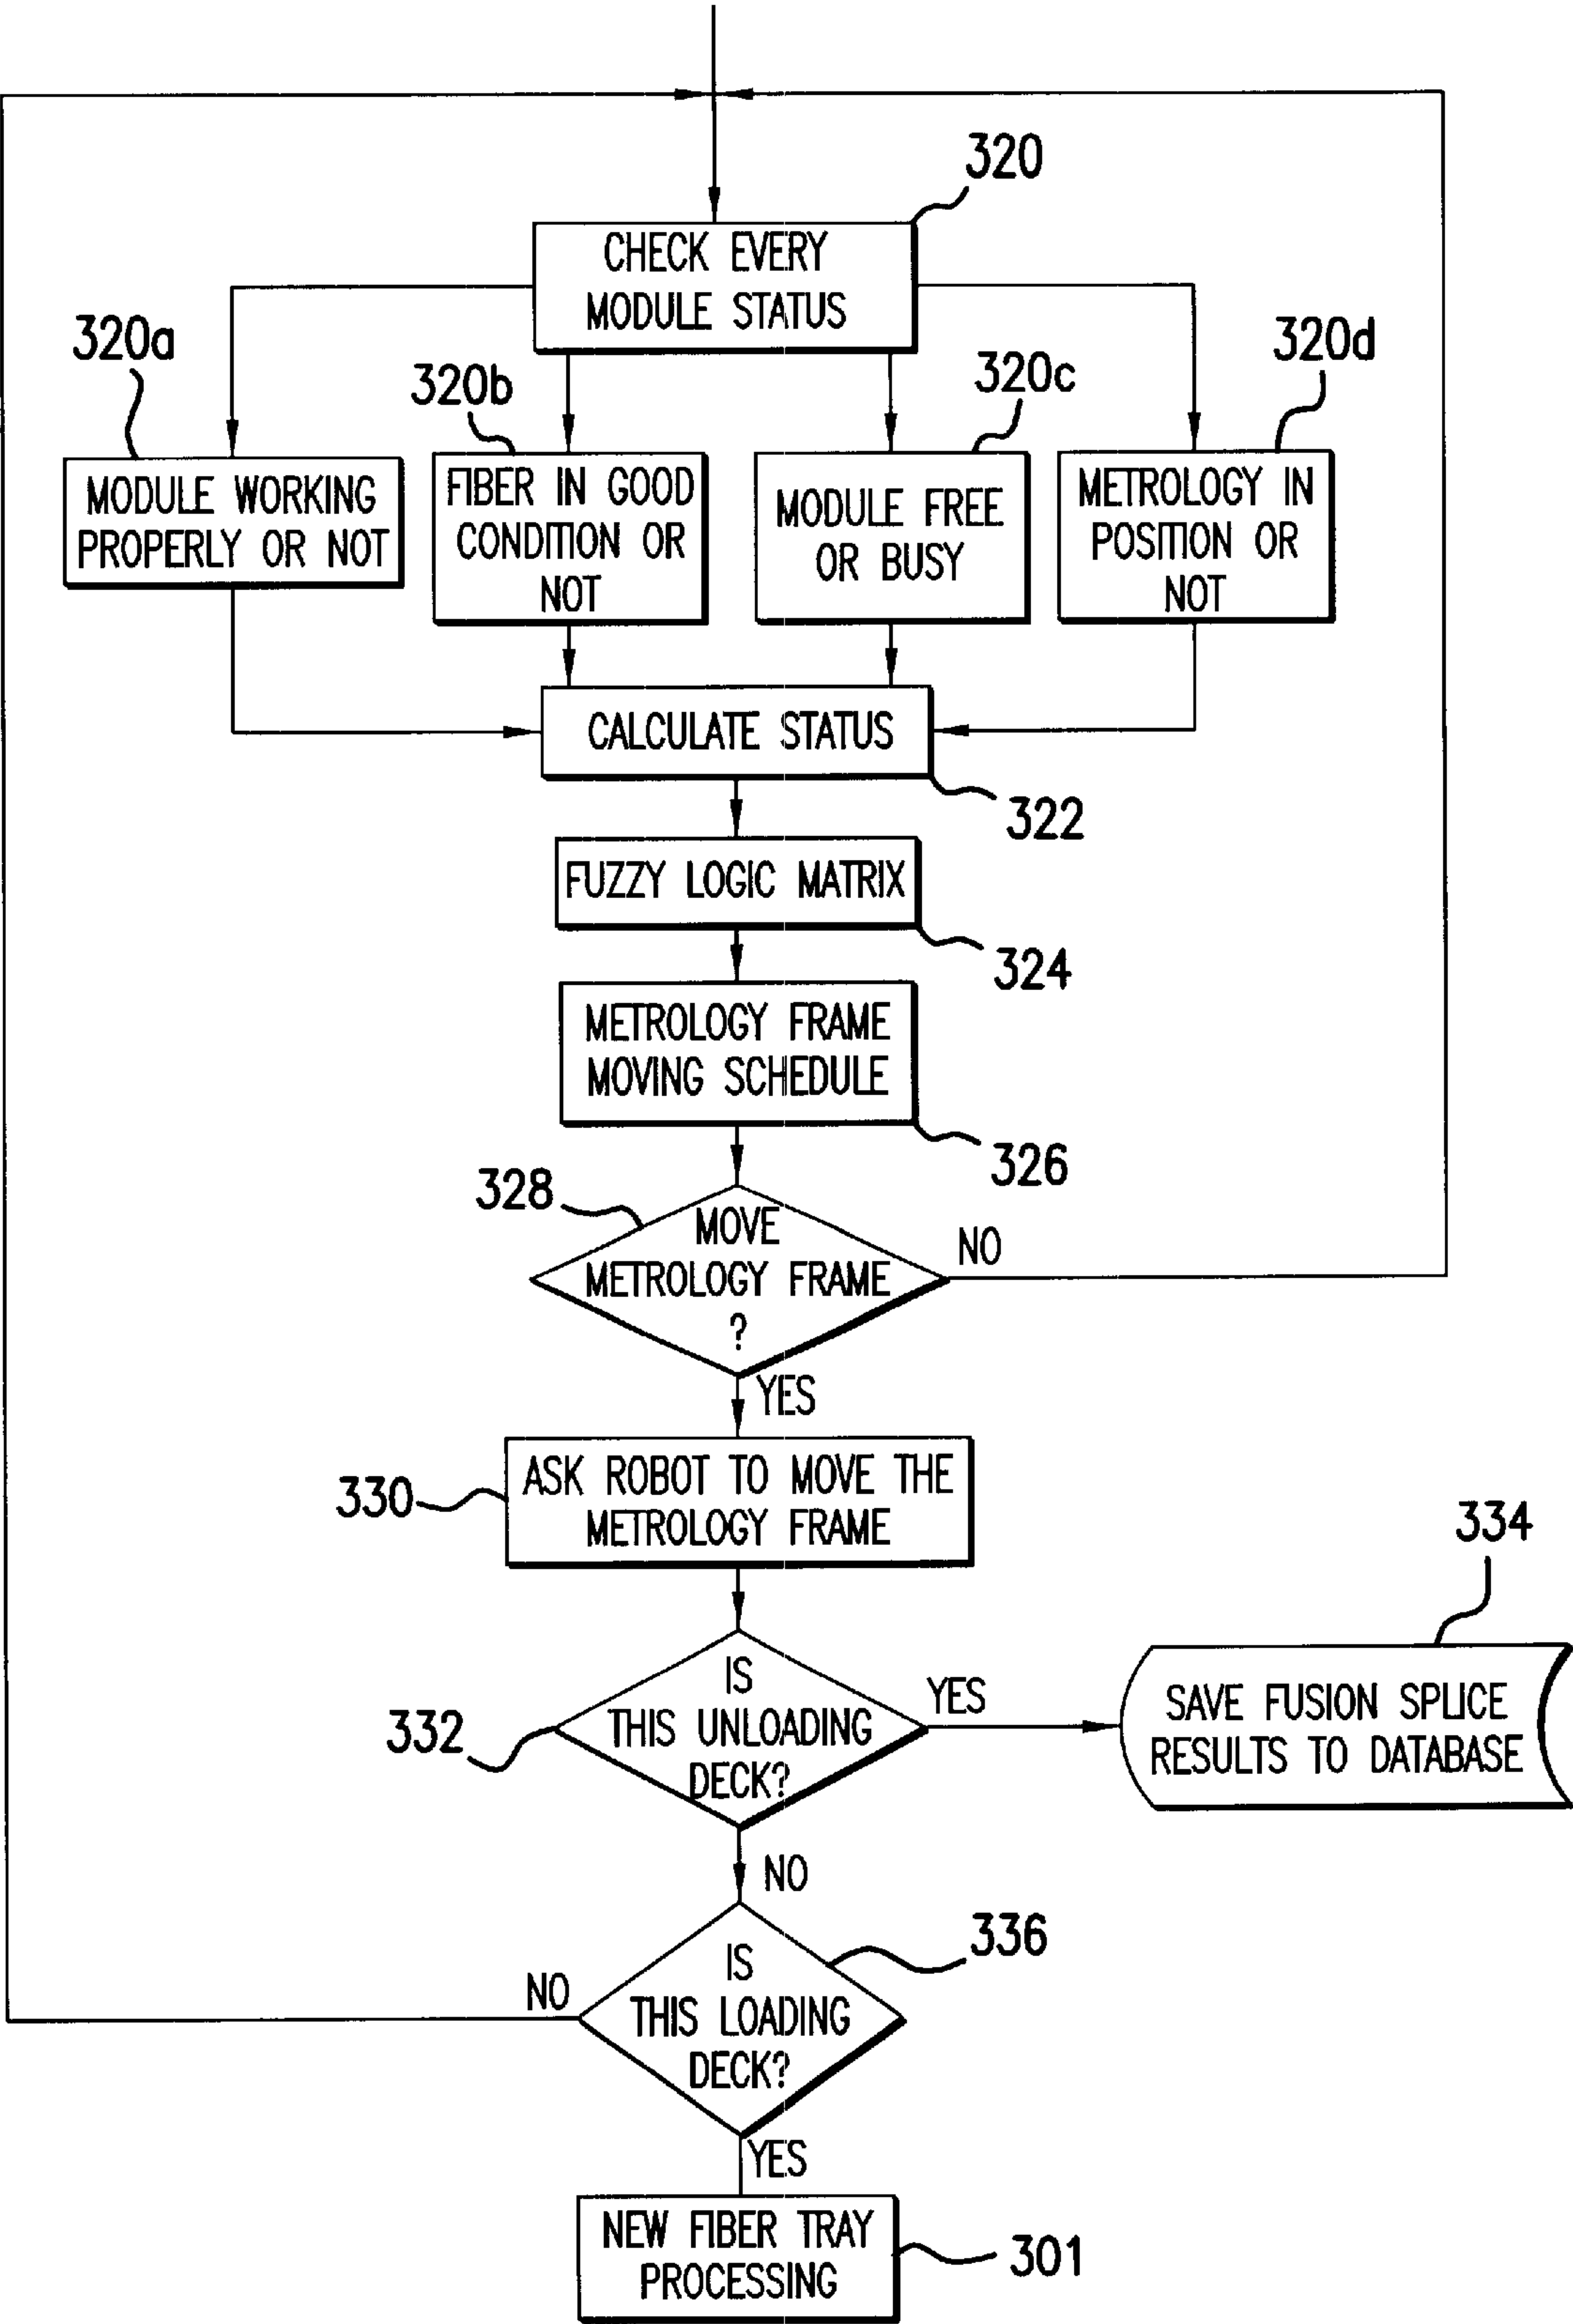 320
CHECK EVERY
MODULE STATUS
320a
320b
320c
320d
MODULE WORKING
PROPERLY OR NOT
FIBER IN GOOD
CONDITION OR
NOT
MODULE FREE
OR BUSY
METROLOGY IN
POSITION OR
NOT
CALCULATE STATUS
322
FUZZY LOGIC MATRIX
324
METROLOGY FRAME
MOVING SCHEDULE
326
328
MOVE
METROLOGY FRAME
?
NO
YES
330
ASK ROBOT TO MOVE THE
METROLOGY FRAME
334
332
IS
THIS UNLOADING
DECK?
YES
SAVE FUSION SPLICE
RESULTS TO DATABASE
NO
336
IS
THIS LOADING
DECK?
NO
YES
NEW FIBER TRAY
PROCESSING
301